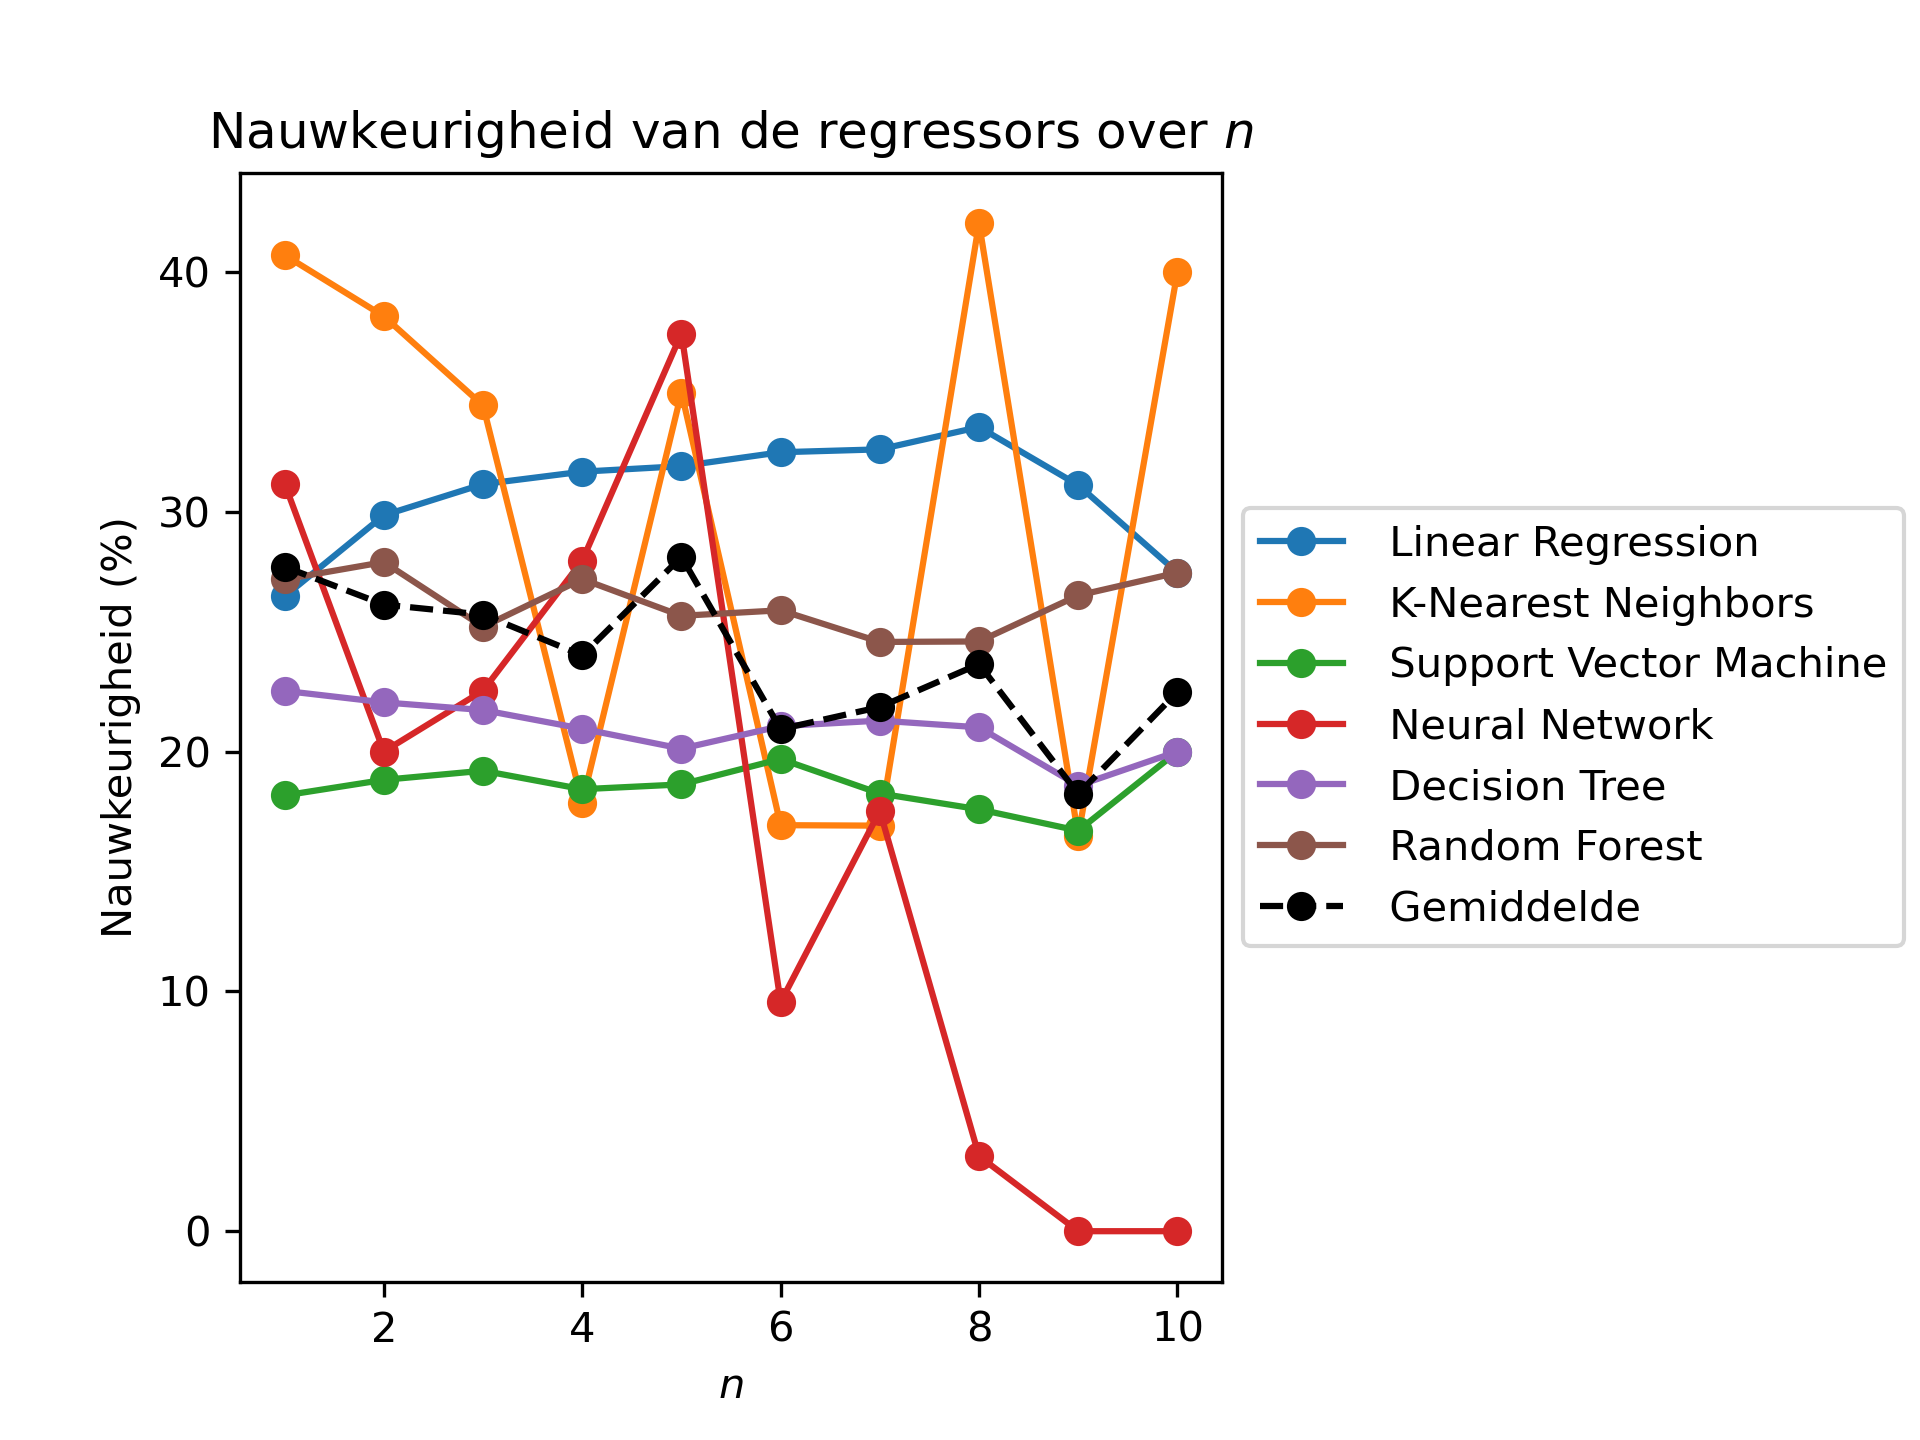 Nauwkeurigheid van de regressors over n
Nauwkeurigheid (%)
40
30
20
10
0
2 4 6 8 10
n
Linear Regression
K-Nearest Neighbors
Support Vector Machine
Neural Network
Decision Tree
Random Forest
Gemiddelde